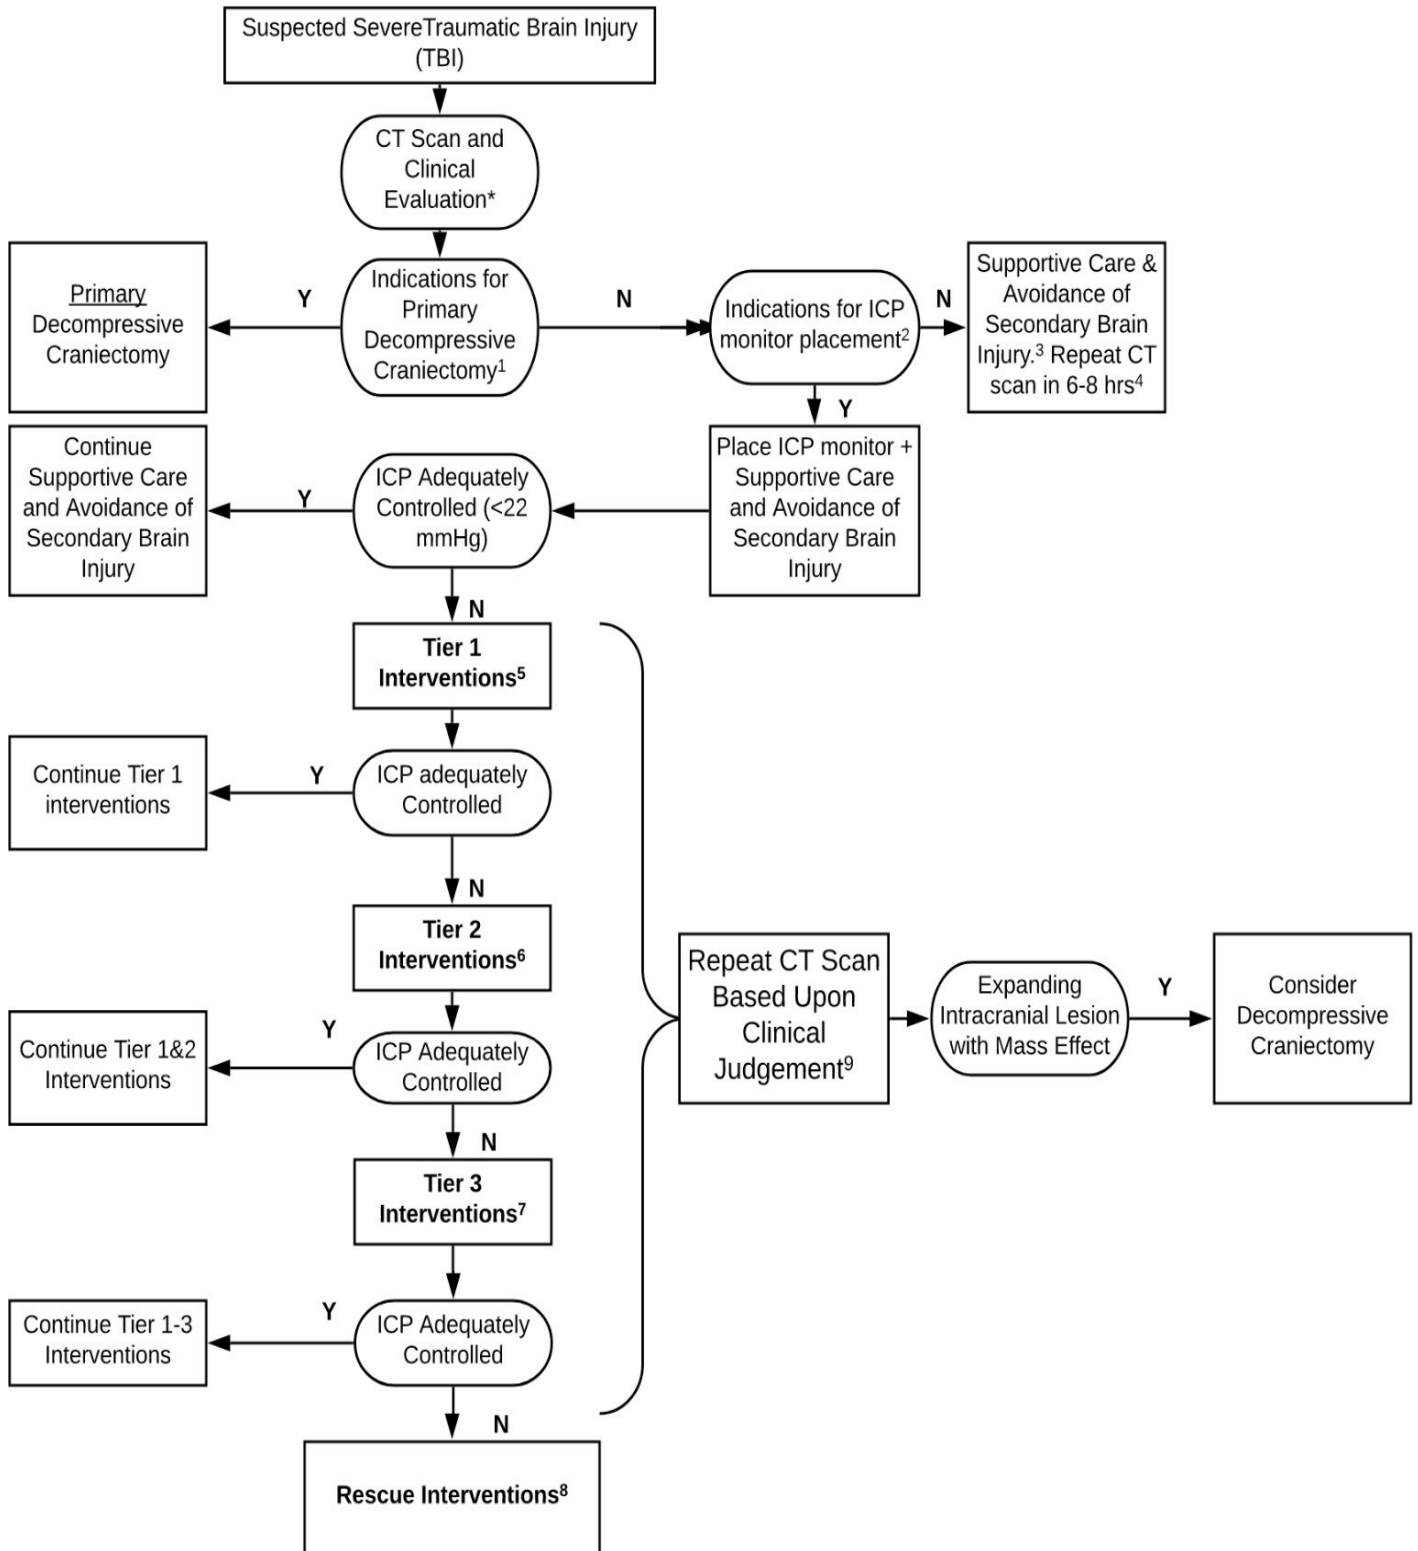 Suspected SevereTraumatic Brain Injury
(TBI)
CT Scan and
Clinical
Evaluation*
Primary
Decompressive
Craniectomy
Y
Indications for
Primary
Decompressive
Craniectomy¹
N
Indications for ICP
monitor placement²
N
Supportive Care &
Avoidance of
Secondary Brain
Injury.³ Repeat CT
scan in 6-8 hrs⁴
Y
Continue
Supportive Care
and Avoidance of
Secondary Brain
Injury
Y
ICP Adequately
Controlled (<22
mmHg)
Place ICP monitor +
Supportive Care
and Avoidance of
Secondary Brain
Injury
N
Tier 1
Interventions⁵
Continue Tier 1
interventions
Y
ICP adequately
Controlled
N
Tier 2
Interventions⁶
Continue Tier 1&2
Interventions
Y
ICP Adequately
Controlled
N
Tier 3
Interventions⁷
Continue Tier 1-3
Interventions
Y
ICP Adequately
Controlled
N
Rescue Interventions⁸
Repeat CT Scan
Based Upon
Clinical
Judgement⁹
Expanding
Intracranial Lesion
with Mass Effect
Y
Consider
Decompressive
Craniectomy